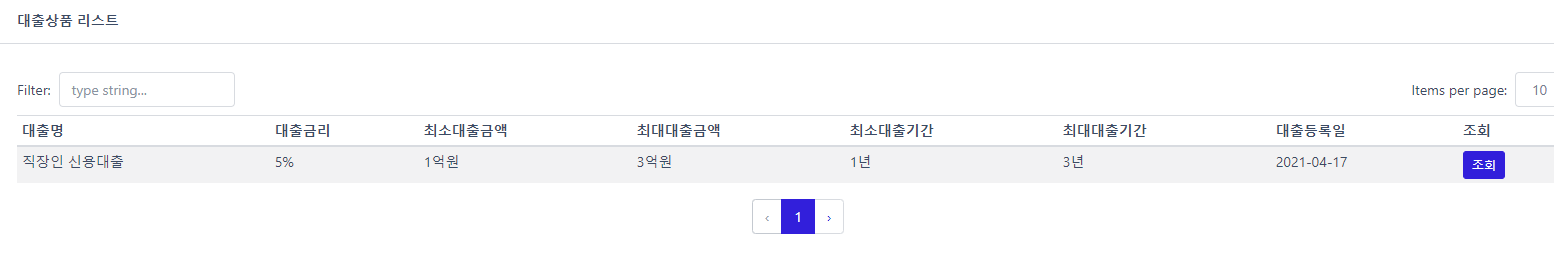 대출상품 리스트
Filter: type string... Items per page: 10
대출명 대출금리 최소대출금액 최대대출금액 최소대출기간 최대대출기간 대출등록일 조회
직장인 신용대출 5% 1억원 3억원 1년 3년 2021-04-17 조회
‹ 1 ›